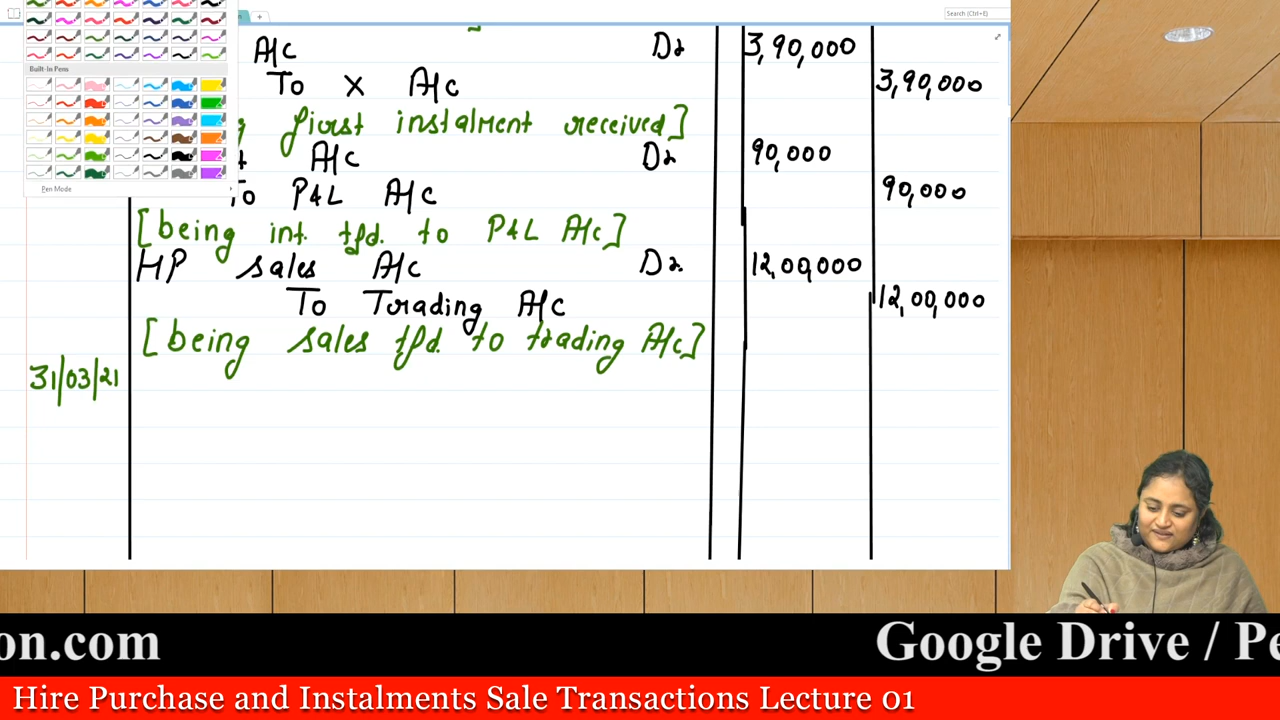 Search (Ctrl+E)
A/c Dr 3,90,000
To X A/c 3,90,000
first instalment received]
A/c Dr 90,000
To P&L A/c 90,000
[being int. tfd. to P&L A/c]
HP sales A/c Dr. 12,00,000
To Trading A/c 12,00,000
[being sales tfd. to trading A/c]
31/03/21
Built-In Pens
Pen Mode
on.com Google Drive / Pe
Hire Purchase and Instalments Sale Transactions Lecture 01